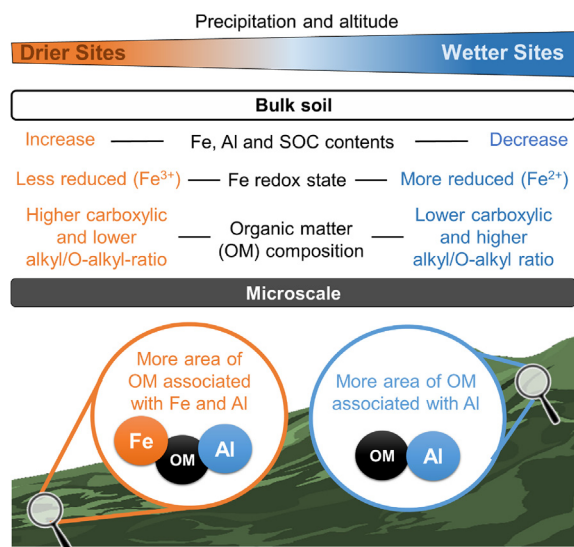 Precipitation and altitude
Drier Sites Wetter Sites
Bulk soil
Increase Fe, Al and SOC contents Decrease
Less reduced (Fe³⁺) Fe redox state More reduced (Fe²⁺)
Higher carboxylic
and lower
alkyl/O-alkyl-ratio
Organic matter
(OM) composition
Lower carboxylic
and higher
alkyl/O-alkyl ratio
Microscale
More area of
OM associated
with Fe and Al
Fe OM Al
More area of OM
associated with Al
OM Al